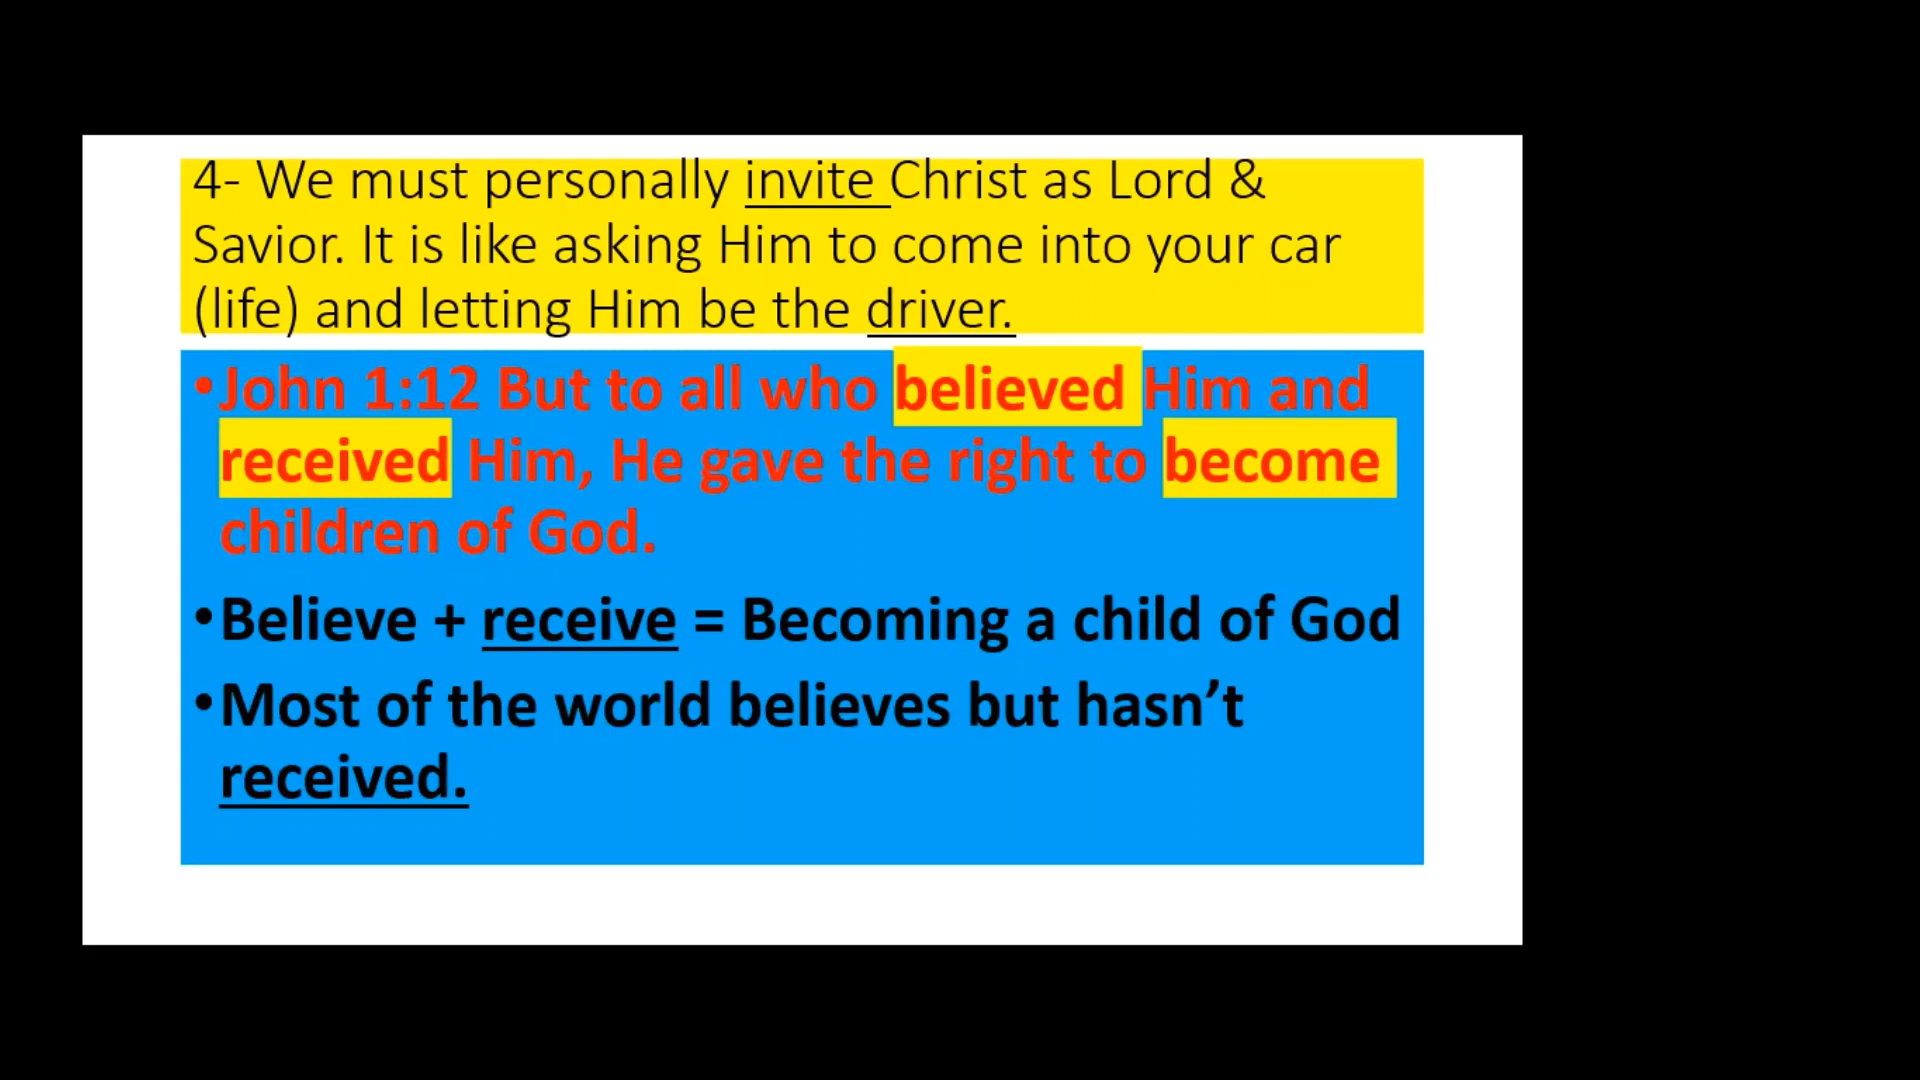 4- We must personally invite Christ as Lord &
Savior. It is like asking Him to come into your car
(life) and letting Him be the driver.
•John 1:12 But to all who believed Him and
received Him, He gave the right to become
children of God.
•Believe + receive = Becoming a child of God
•Most of the world believes but hasn’t
received.